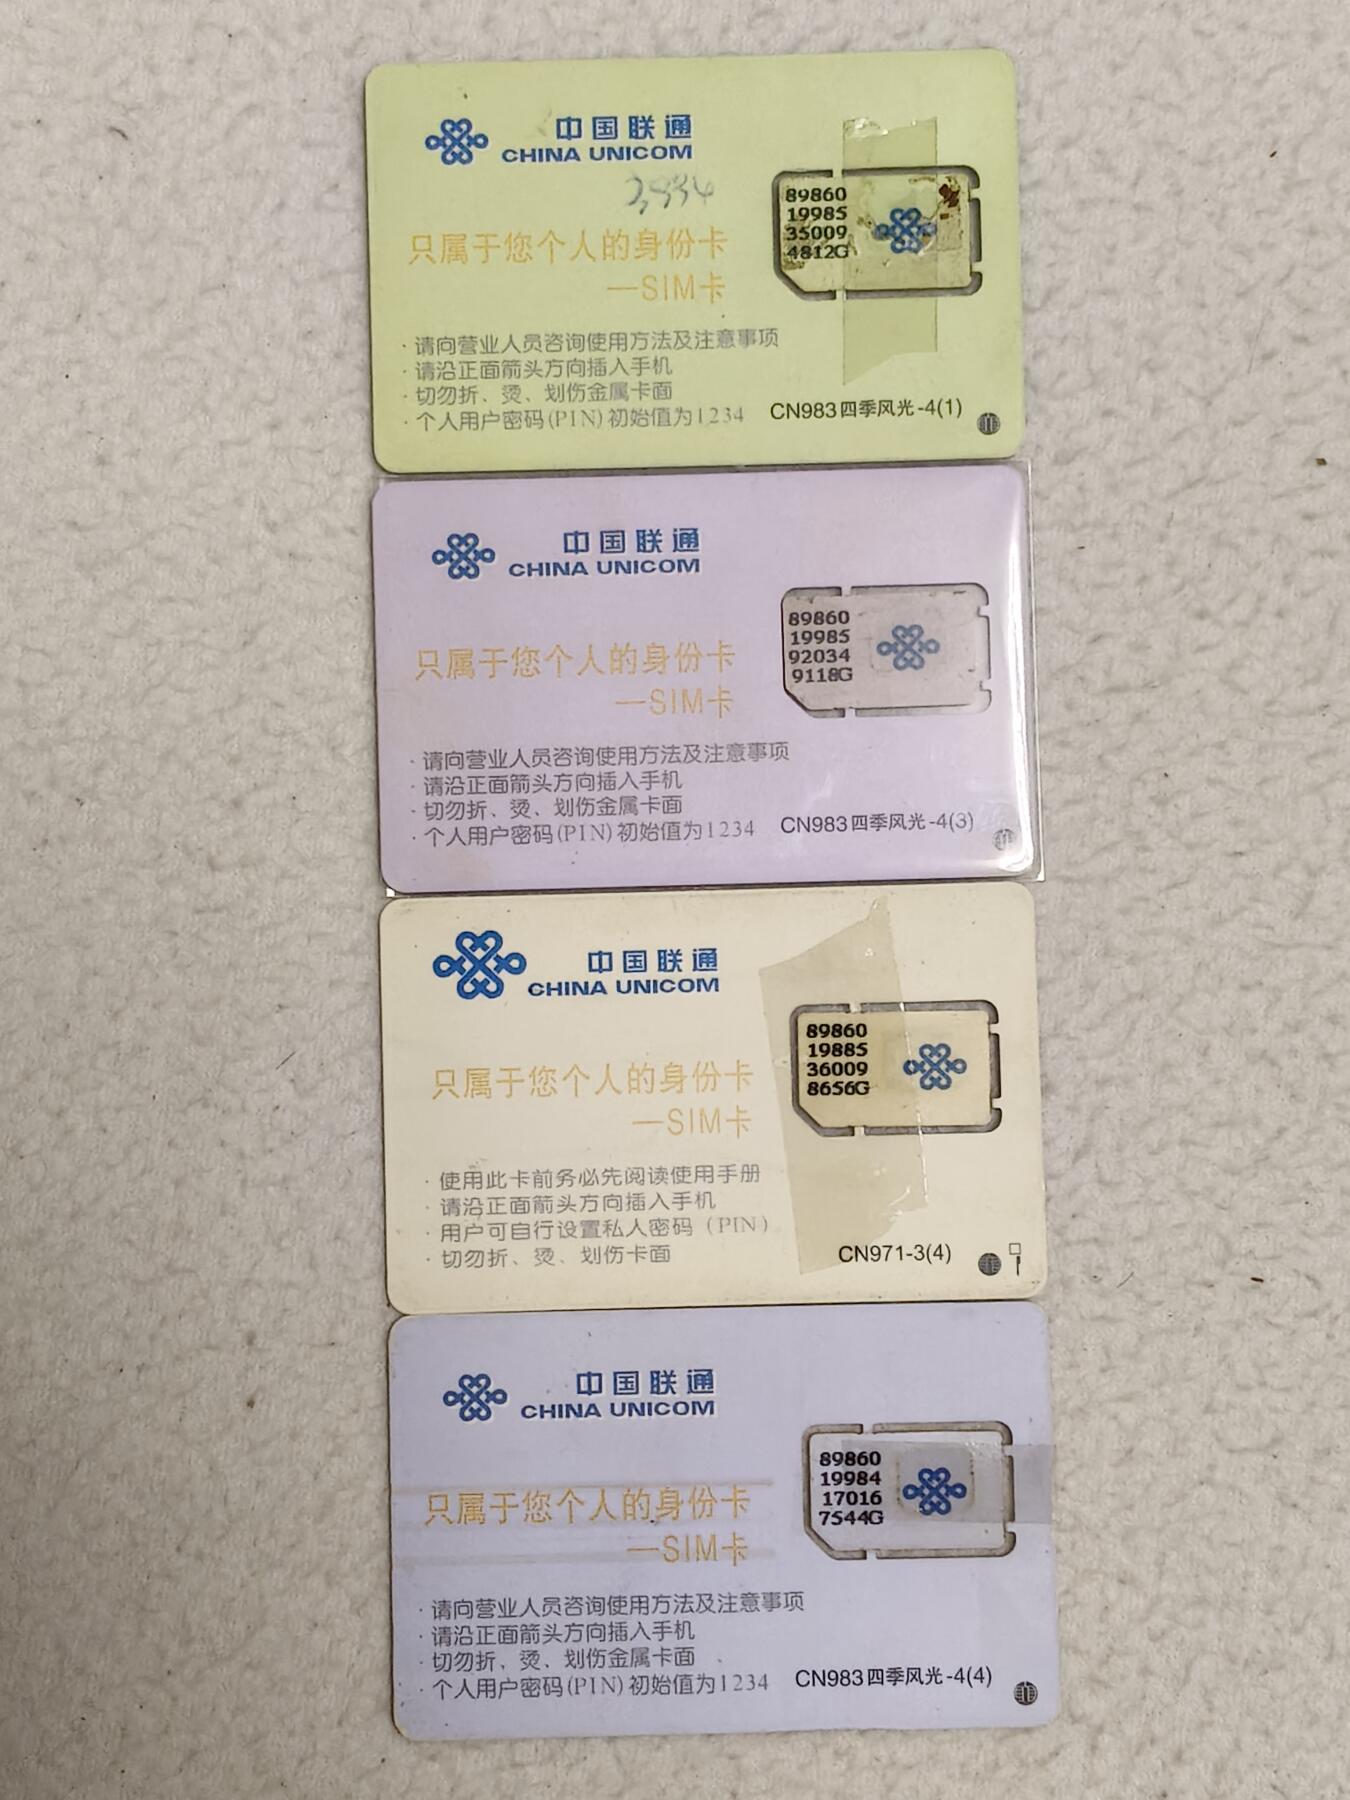 中国联通
CHINA UNICOM
只属于您个人的身份卡
—SIM卡
89860
19985
35009
4812G
·请向营业人员咨询使用方法及注意事项
·请沿正面箭头方向插入手机
·切勿折、烫、划伤金属卡面
·个人用户密码(PIN)初始值为1234
CN983四季风光-4(1)
中国联通
CHINA UNICOM
只属于您个人的身份卡
—SIM卡
89860
19985
92034
9118G
·请向营业人员咨询使用方法及注意事项
·请沿正面箭头方向插入手机
·切勿折、烫、划伤金属卡面
·个人用户密码(PIN)初始值为1234
CN983四季风光-4(3)
中国联通
CHINA UNICOM
只属于您个人的身份卡
—SIM卡
89860
19885
36009
8656G
·使用此卡前务必先阅读使用手册
·请沿正面箭头方向插入手机
·用户可自行设置私人密码（PIN）
·切勿折、烫、划伤卡面
CN971-3(4)
中国联通
CHINA UNICOM
只属于您个人的身份卡
—SIM卡
89860
19984
17016
7544G
·请向营业人员咨询使用方法及注意事项
·请沿正面箭头方向插入手机
·切勿折、烫、划伤金属卡面
·个人用户密码(PIN)初始值为1234
CN983四季风光-4(4)